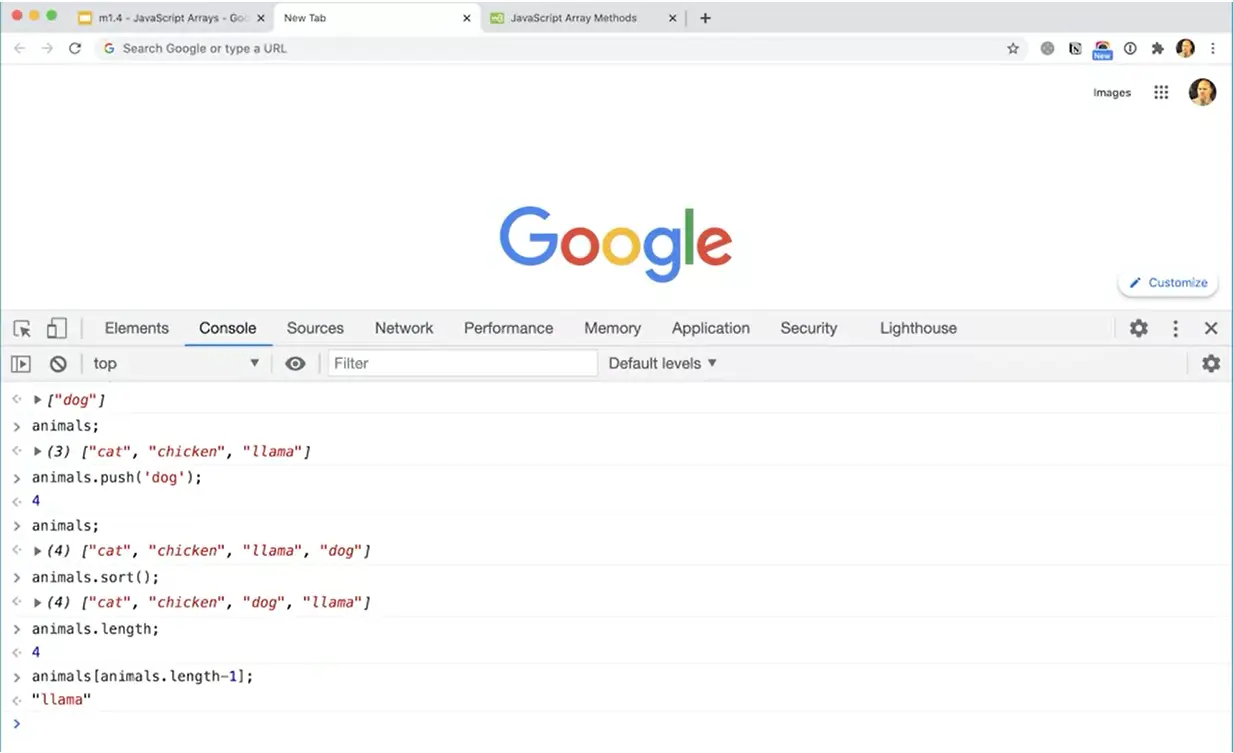 m1.4 - JavaScript Arrays - Goo
New Tab
JavaScript Array Methods
Search Google or type a URL
New
Images
Google
Customize
Elements Console Sources Network Performance Memory Application Security Lighthouse
top Filter Default levels
["dog"]
animals;
(3) ["cat", "chicken", "llama"]
animals.push('dog');
4
animals;
(4) ["cat", "chicken", "llama", "dog"]
animals.sort();
(4) ["cat", "chicken", "dog", "llama"]
animals.length;
4
animals[animals.length-1];
"llama"